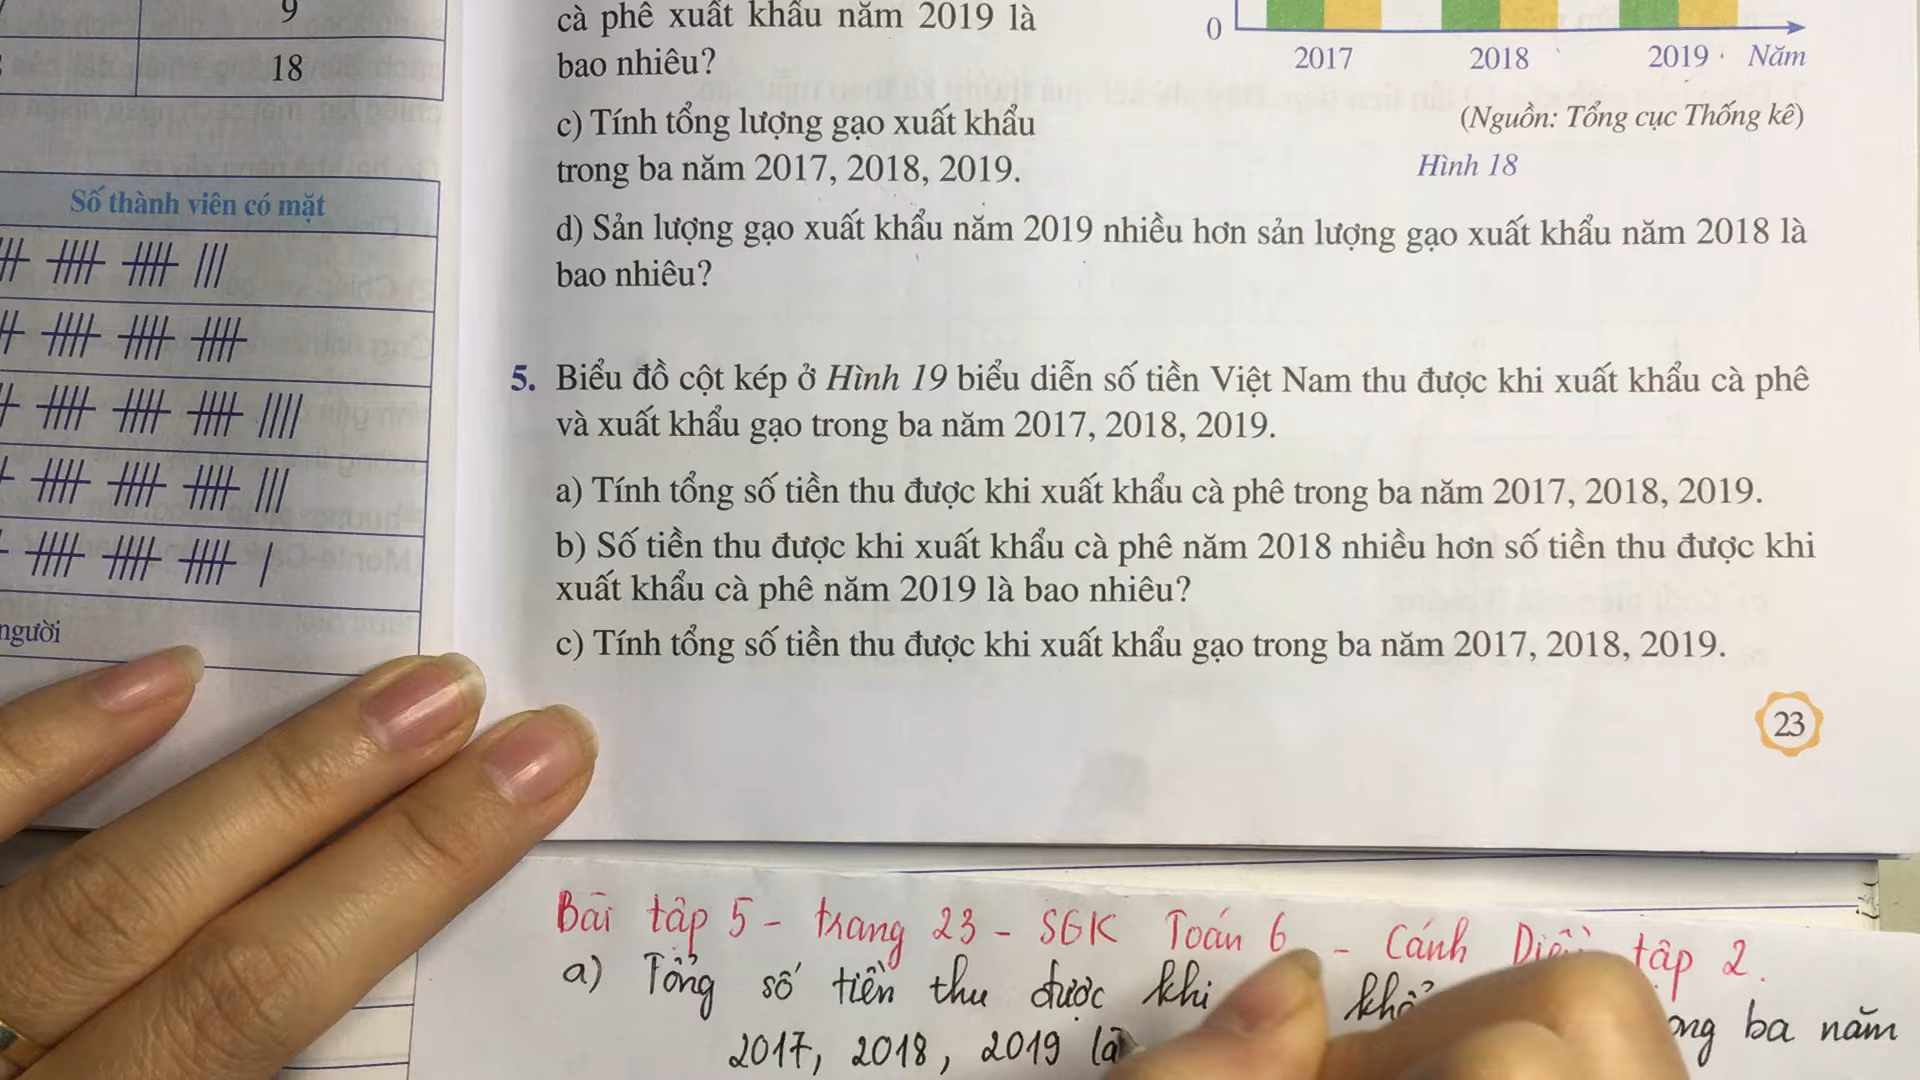 9
18
Số thành viên có mặt
người
cà phê xuất khẩu năm 2019 là
bao nhiêu?
c) Tính tổng lượng gạo xuất khẩu
trong ba năm 2017, 2018, 2019.
0
2017 2018 2019 Năm
(Nguồn: Tổng cục Thống kê)
Hình 18
d) Sản lượng gạo xuất khẩu năm 2019 nhiều hơn sản lượng gạo xuất khẩu năm 2018 là
bao nhiêu?
5. Biểu đồ cột kép ở Hình 19 biểu diễn số tiền Việt Nam thu được khi xuất khẩu cà phê
và xuất khẩu gạo trong ba năm 2017, 2018, 2019.
a) Tính tổng số tiền thu được khi xuất khẩu cà phê trong ba năm 2017, 2018, 2019.
b) Số tiền thu được khi xuất khẩu cà phê năm 2018 nhiều hơn số tiền thu được khi
xuất khẩu cà phê năm 2019 là bao nhiêu?
c) Tính tổng số tiền thu được khi xuất khẩu gạo trong ba năm 2017, 2018, 2019.
23
Bài tập 5 - trang 23 - SGK Toán 6 - Cánh tập 2.
a) Tổng số tiền thu được khi ba năm
2017, 2018, 2019 là